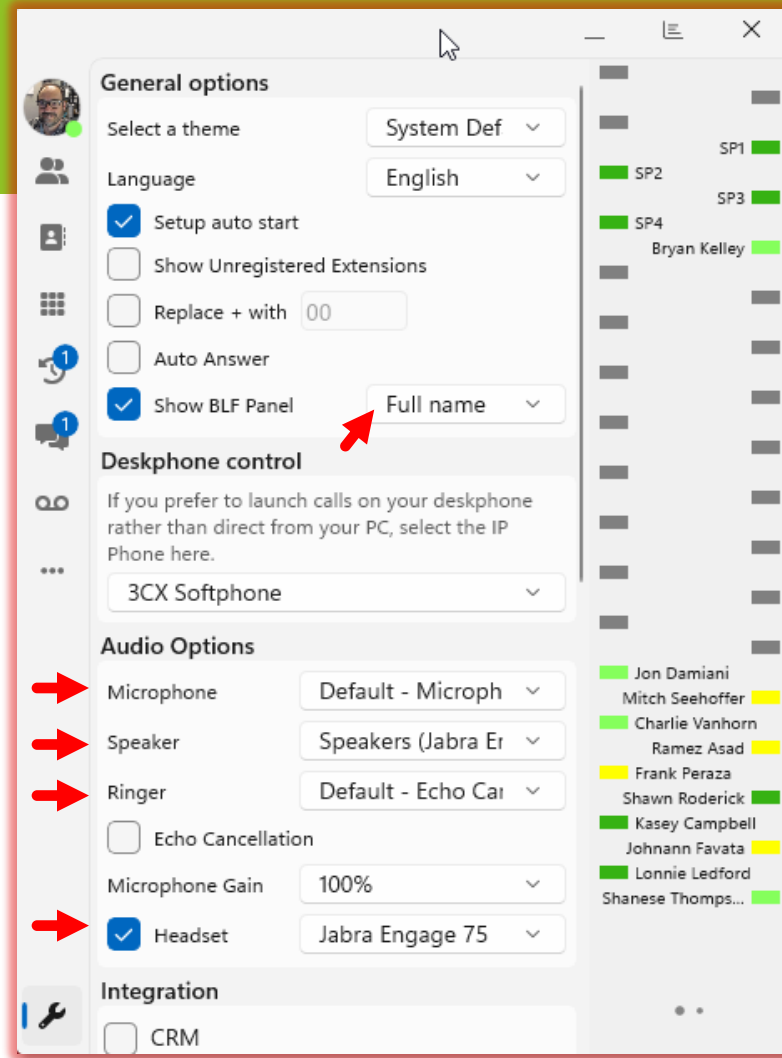 General options
Select a theme
System Def
Language
English
Setup auto start
Show Unregistered Extensions
Replace + with
00
Auto Answer
Show BLF Panel
Full name
Deskphone control
If you prefer to launch calls on your deskphone
rather than direct from your PC, select the IP
Phone here.
3CX Softphone
Audio Options
Microphone
Default - Microph
Speaker
Speakers (Jabra Er
Ringer
Default - Echo Car
Echo Cancellation
Microphone Gain
100%
Headset
Jabra Engage 75
Integration
CRM
1
1
SP1
SP2
SP3
SP4
Bryan Kelley
Jon Damiani
Mitch Seehoffer
Charlie Vanhorn
Ramez Asad
Frank Peraza
Shawn Roderick
Kasey Campbell
Johnann Favata
Lonnie Ledford
Shanese Thomps...